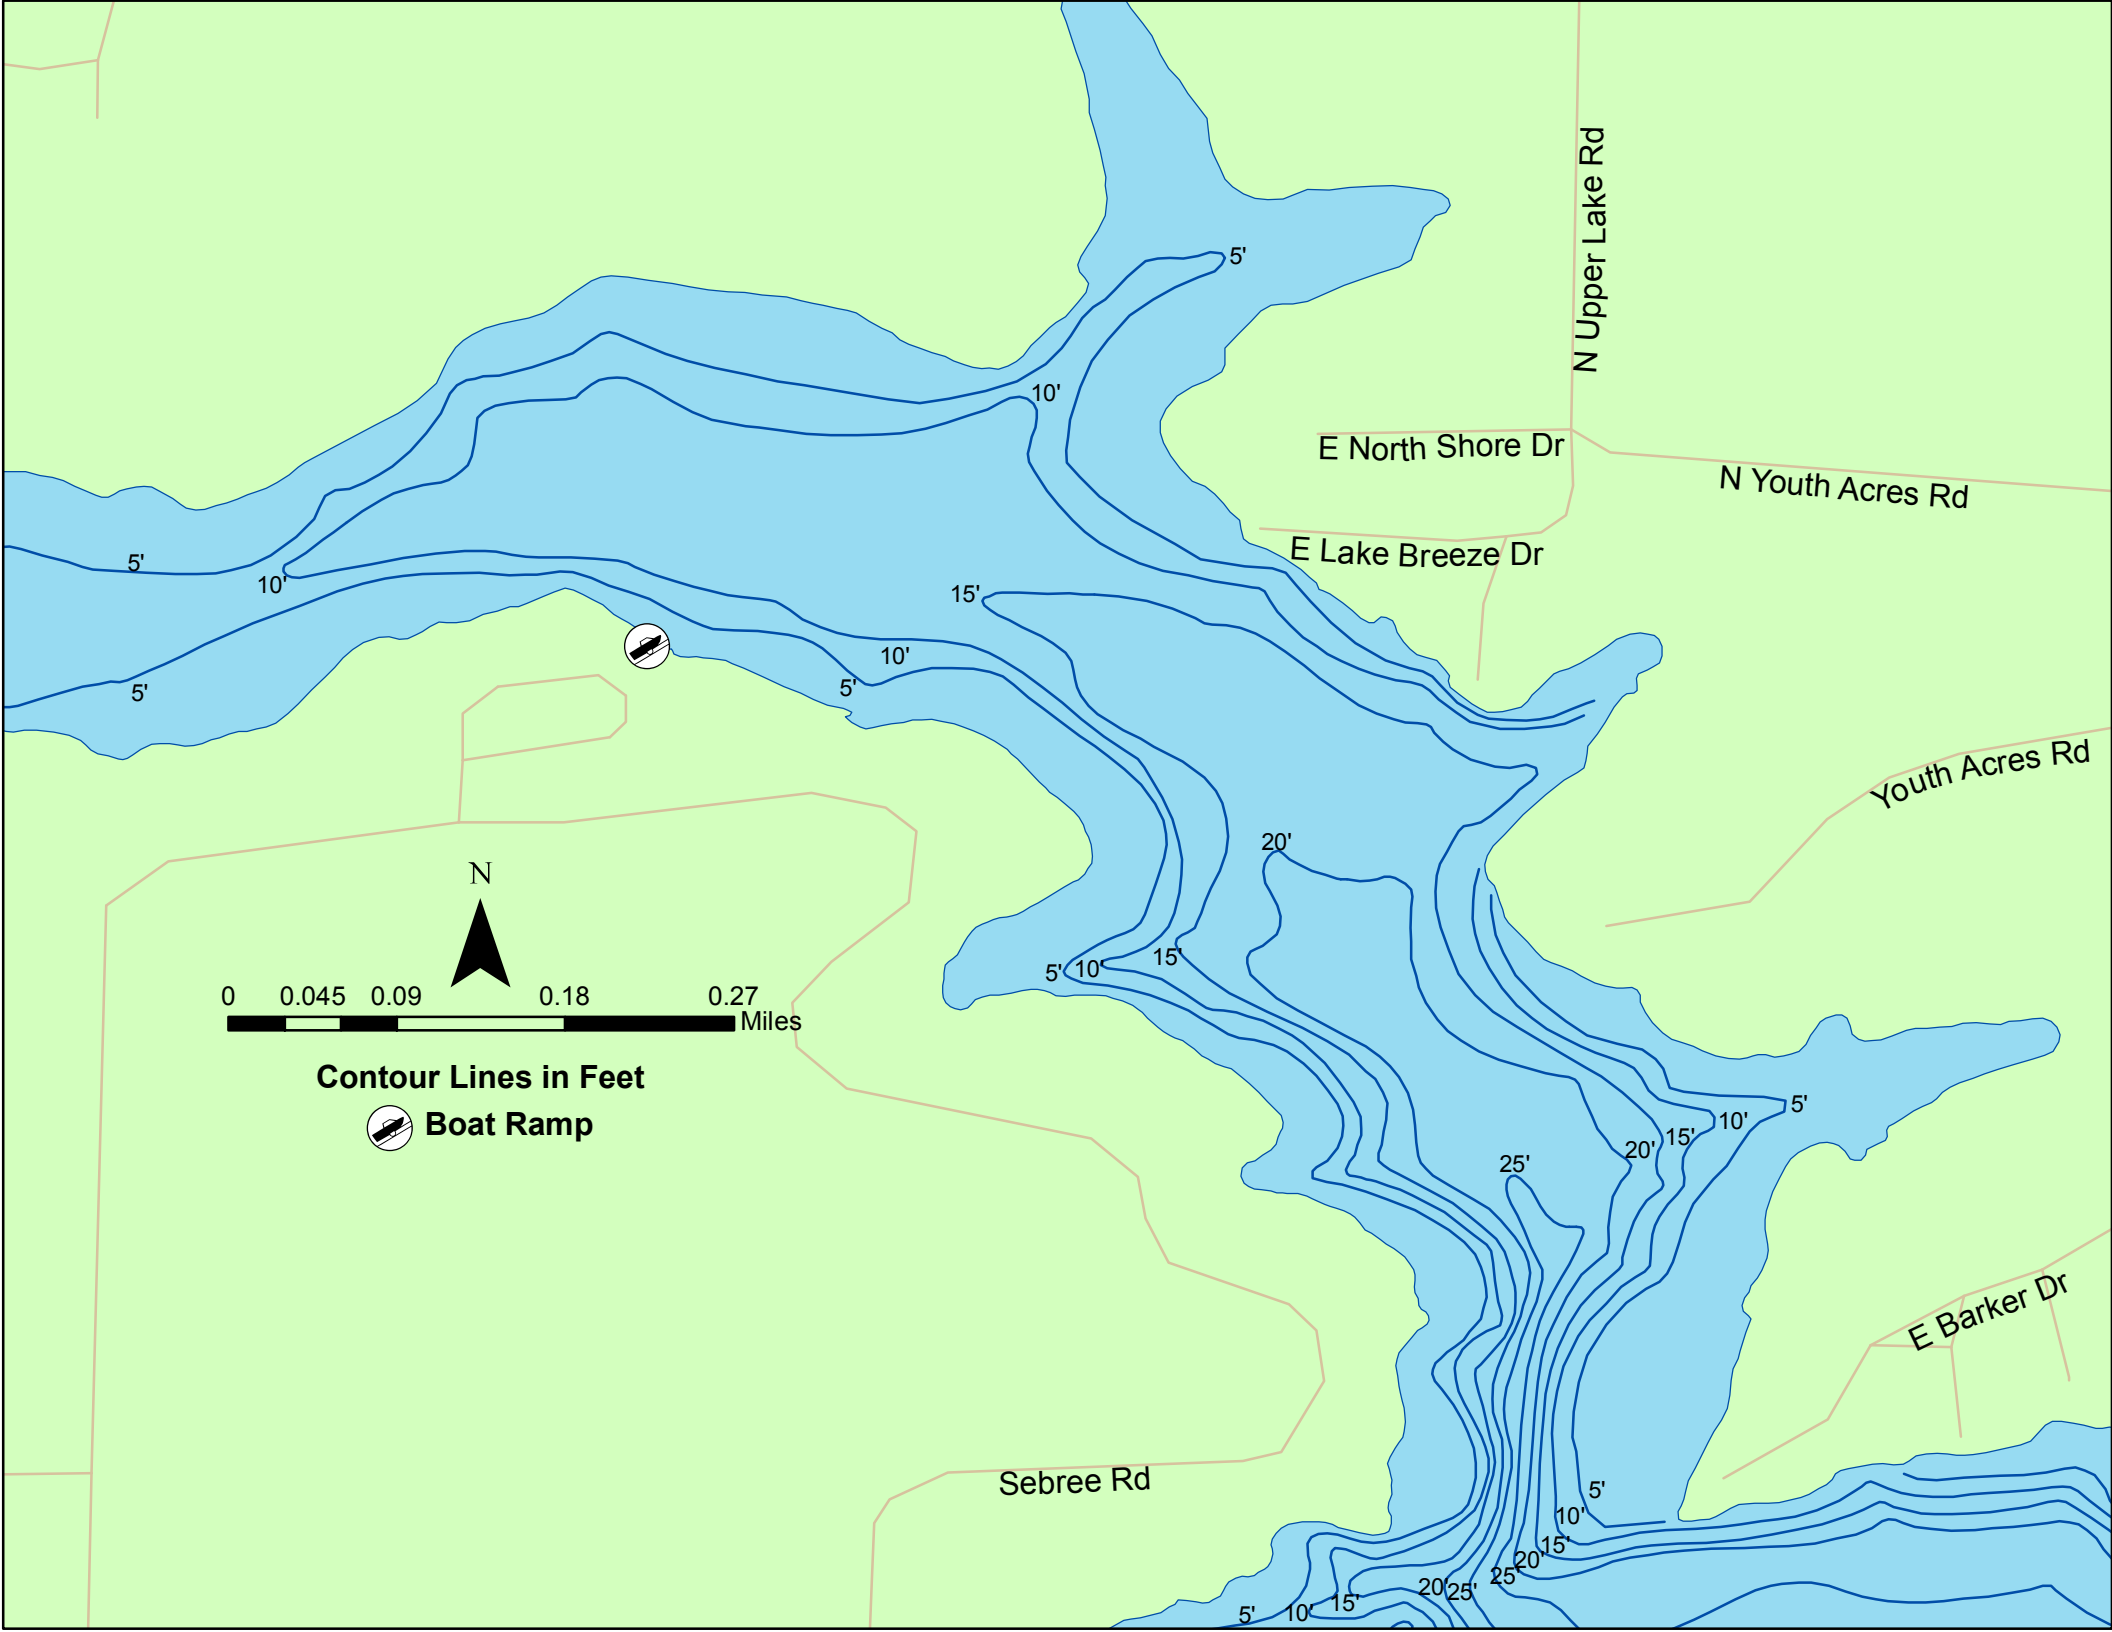 5'
N Upper Lake Rd
10'
E North Shore Dr
N Youth Acres Rd
E Lake Breeze Dr
5'
10'
15'
10'
5'
5'
Youth Acres Rd
20'
N
15'
5'
10'
0 0.045 0.09 0.18 0.27
Miles
Contour Lines in Feet
Boat Ramp
5'
10'
15'
20'
25'
E Barker Dr
Sebree Rd
5'
10'
15'
20'
25'
20'
25'
15'
10'
5'